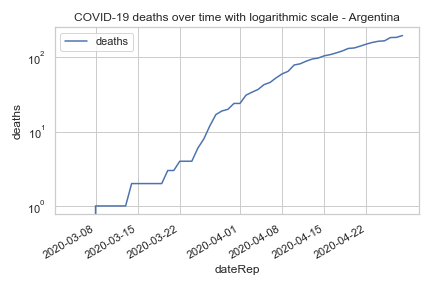 COVID-19 deaths over time with logarithmic scale - Argentina
deaths
10²
10¹
10⁰
deaths
2020-03-08
2020-03-15
2020-03-22
2020-04-01
2020-04-08
2020-04-15
2020-04-22
dateRep